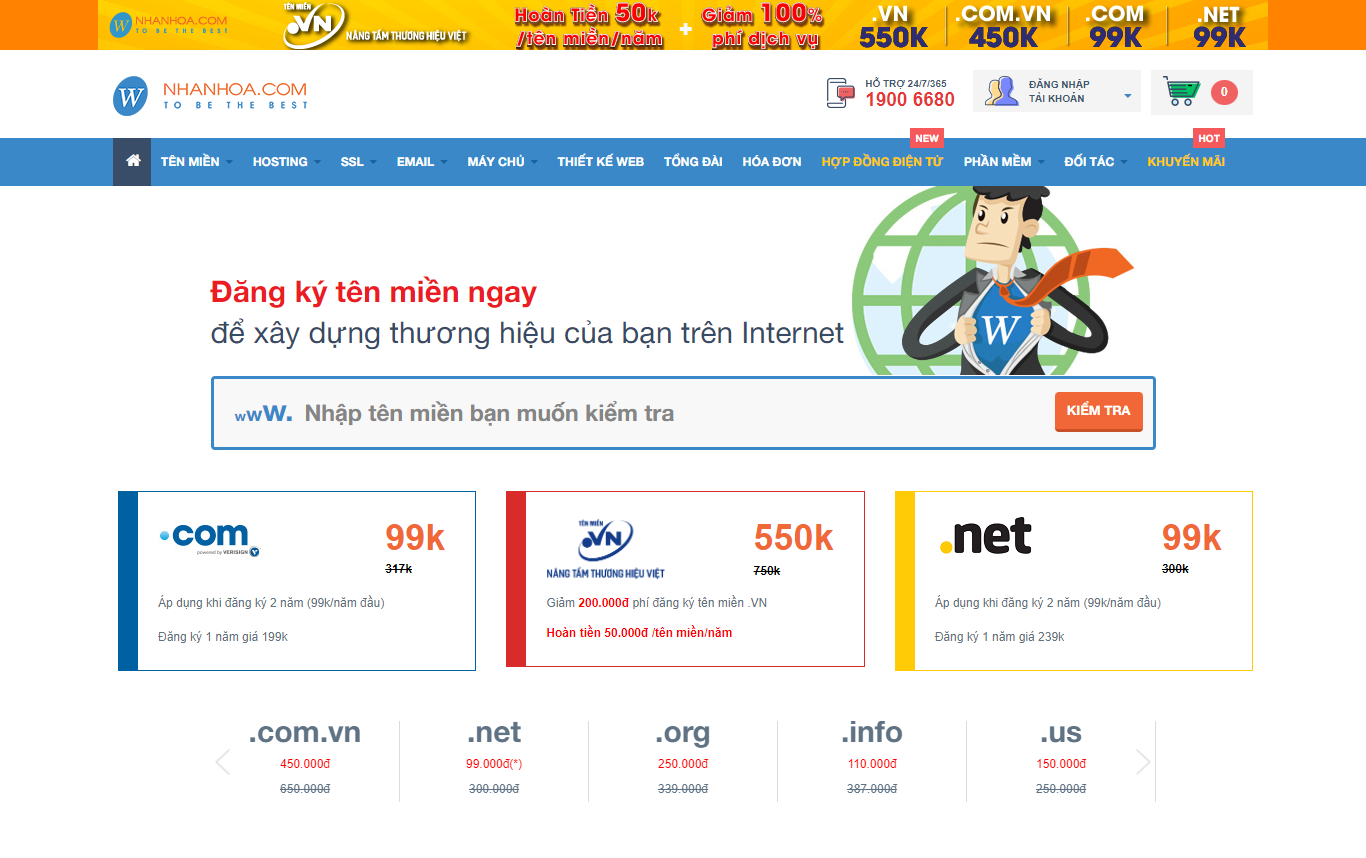 NHANHOA.COM
TO BE THE BEST
TÊN MIỀN
.VN
NÂNG TẦM THƯƠNG HIỆU VIỆT
Hoàn Tiền 50k
/tên miền/năm
+
Giảm 100%
phí dịch vụ
.VN
550K
.COM.VN
450K
.COM
99K
.NET
99K
W NHANHOA.COM
TO BE THE BEST
HỖ TRỢ 24/7/365
1900 6680
ĐĂNG NHẬP
TÀI KHOẢN
0
NEW
HOT
TÊN MIỀN HOSTING SSL EMAIL MÁY CHỦ THIẾT KẾ WEB TỔNG ĐÀI HÓA ĐƠN HỢP ĐỒNG ĐIỆN TỬ PHẦN MỀM ĐỐI TÁC KHUYẾN MÃI
W
Đăng ký tên miền ngay
để xây dựng thương hiệu của bạn trên Internet
wwW. Nhập tên miền bạn muốn kiểm tra
KIỂM TRA
.com
powered by VERISIGN
99k
317k
Áp dụng khi đăng ký 2 năm (99k/năm đầu)
Đăng ký 1 năm giá 199k
TÊN MIỀN
.VN
NÂNG TẦM THƯƠNG HIỆU VIỆT
550k
750k
Giảm 200.000đ phí đăng ký tên miền .VN
Hoàn tiền 50.000đ /tên miền/năm
.net
99k
300k
Áp dụng khi đăng ký 2 năm (99k/năm đầu)
Đăng ký 1 năm giá 239k
.com.vn
450.000đ
650.000đ
.net
99.000đ(*)
300.000đ
.org
250.000đ
339.000đ
.info
110.000đ
387.000đ
.us
150.000đ
250.000đ